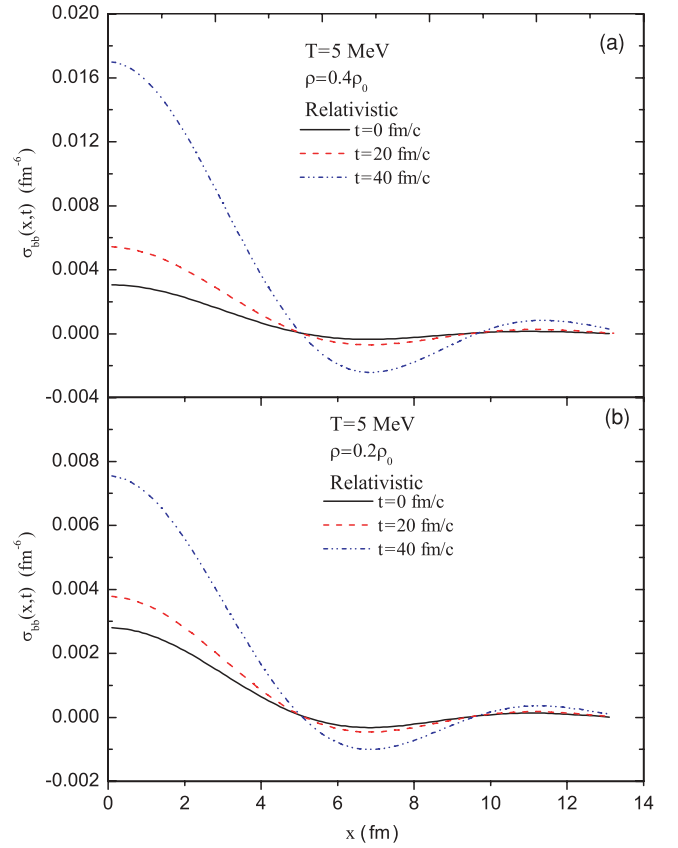 0.020
0.016
0.012
0.008
0.004
0.000
-0.004
σbb(x,t) (fm-6)
(a)
T=5 MeV
ρ=0.4ρ0
Relativistic
t=0 fm/c
t=20 fm/c
t=40 fm/c
0.008
0.006
0.004
0.002
0.000
-0.002
σbb(x,t) (fm-6)
(b)
T=5 MeV
ρ=0.2ρ0
Relativistic
t=0 fm/c
t=20 fm/c
t=40 fm/c
0 2 4 6 8 10 12 14
x (fm)